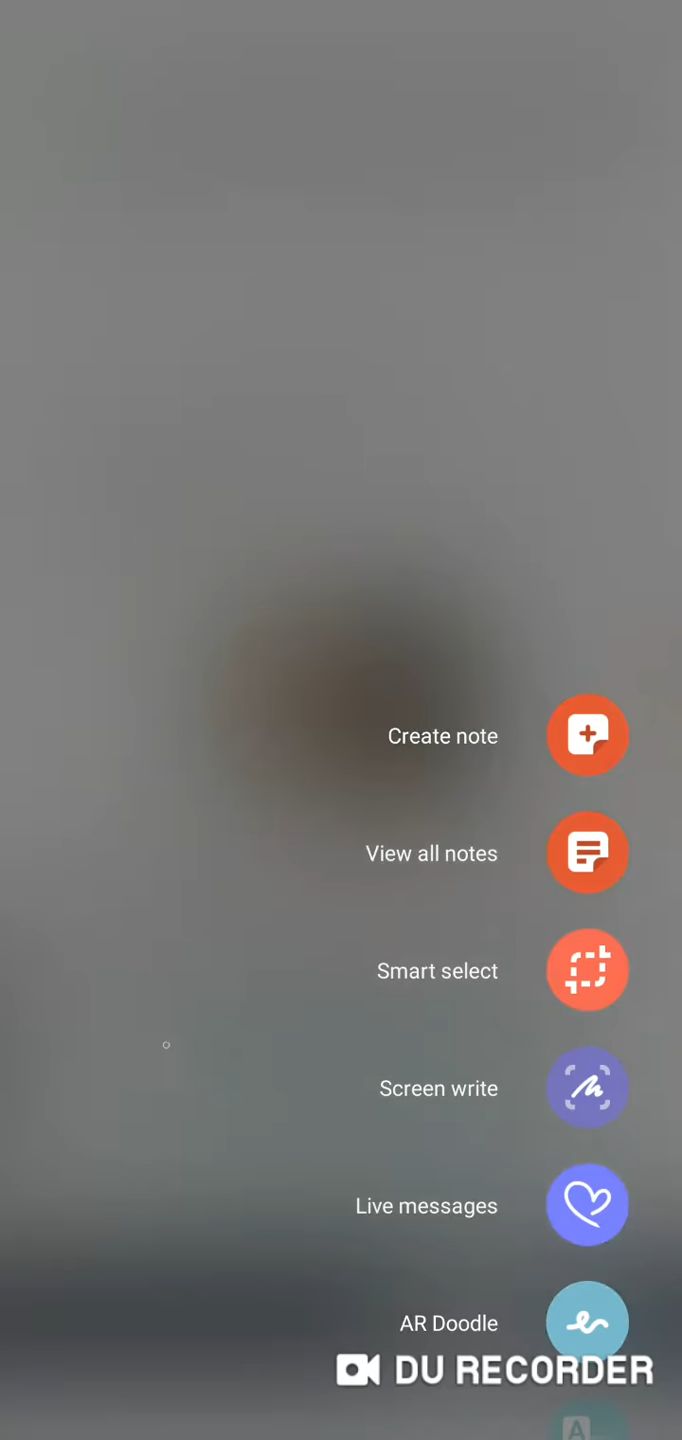 Create note
View all notes
Smart select
Screen write
Live messages
AR Doodle
DU RECORDER
A